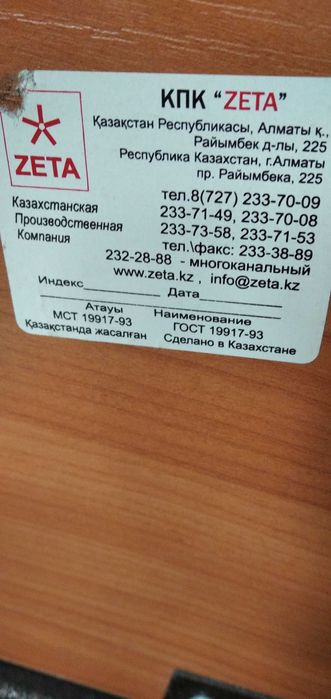 КПК “ZETA”
ZETA
Қазақстан Республикасы, Алматы қ.,
Райымбек д-лы, 225
Республика Казахстан, г.Алматы
пр. Райымбека, 225
Казахстанская
Производственная
Компания
тел.8(727) 233-70-09
233-71-49, 233-70-08
233-73-58, 233-71-53
тел.\факс: 233-38-89
232-28-88 - многоканальный
www.zeta.kz , info@zeta.kz
Индекс__________ Дата__________
Атауы Наименование
МСТ 19917-93 ГОСТ 19917-93
Қазақстанда жасалған Сделано в Казахстане